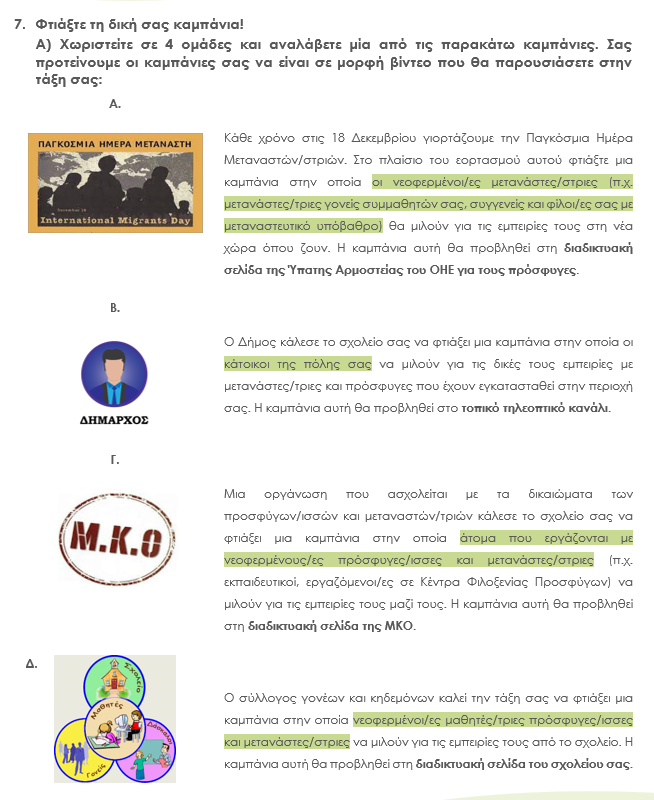 7. Φτιάξτε τη δική σας καμπάνια!
Α) Χωριστείτε σε 4 ομάδες και αναλάβετε μία από τις παρακάτω καμπάνιες. Σας
προτείνουμε οι καμπάνιες σας να είναι σε μορφή βίντεο που θα παρουσιάσετε στην
τάξη σας:
Α.
ΠΑΓΚΟΣΜΙΑ ΗΜΕΡΑ ΜΕΤΑΝΑΣΤΗ
December 18
International Migrants Day
Κάθε χρόνο στις 18 Δεκεμβρίου γιορτάζουμε την Παγκόσμια Ημέρα
Μεταναστών/στριών. Στο πλαίσιο του εορτασμού αυτού φτιάξτε μια
καμπάνια στην οποία οι νεοφερμένοι/ες μετανάστες/στριες (π.χ.
μετανάστες/τριες γονείς συμμαθητών σας, συγγενείς και φίλοι/ες σας με
μεταναστευτικό υπόβαθρο) θα μιλούν για τις εμπειρίες τους στη νέα
χώρα όπου ζουν. Η καμπάνια αυτή θα προβληθεί στη διαδικτυακή
σελίδα της Ύπατης Αρμοστείας του ΟΗΕ για τους πρόσφυγες.
Β.
ΔΗΜΑΡΧΟΣ
Ο Δήμος κάλεσε το σχολείο σας να φτιάξει μια καμπάνια στην οποία οι
κάτοικοι της πόλης σας να μιλούν για τις δικές τους εμπειρίες με
μετανάστες/τριες και πρόσφυγες που έχουν εγκατασταθεί στην περιοχή
σας. Η καμπάνια αυτή θα προβληθεί στο τοπικό τηλεοπτικό κανάλι.
Γ.
Μ.Κ.Ο
Μια οργάνωση που ασχολείται με τα δικαιώματα των
προσφύγων/ισσών και μεταναστών/τριών κάλεσε το σχολείο σας να
φτιάξει μια καμπάνια στην οποία άτομα που εργάζονται με
νεοφερμένους/ες πρόσφυγες/ισσες και μετανάστες/στριες (π.χ.
εκπαιδευτικοί, εργαζόμενοι/ες σε Κέντρα Φιλοξενίας Προσφύγων) να
μιλούν για τις εμπειρίες τους μαζί τους. Η καμπάνια αυτή θα προβληθεί
στη διαδικτυακή σελίδα της ΜΚΟ.
Δ.
Σχολείο
Μαθητές
Δάσκαλοι
Γονείς
Ο σύλλογος γονέων και κηδεμόνων καλεί την τάξη σας να φτιάξει μια
καμπάνια στην οποία νεοφερμένοι/ες μαθητές/τριες πρόσφυγες/ισσες
και μετανάστες/στριες να μιλούν για τις εμπειρίες τους από το σχολείο. Η
καμπάνια αυτή θα προβληθεί στη διαδικτυακή σελίδα του σχολείου σας.